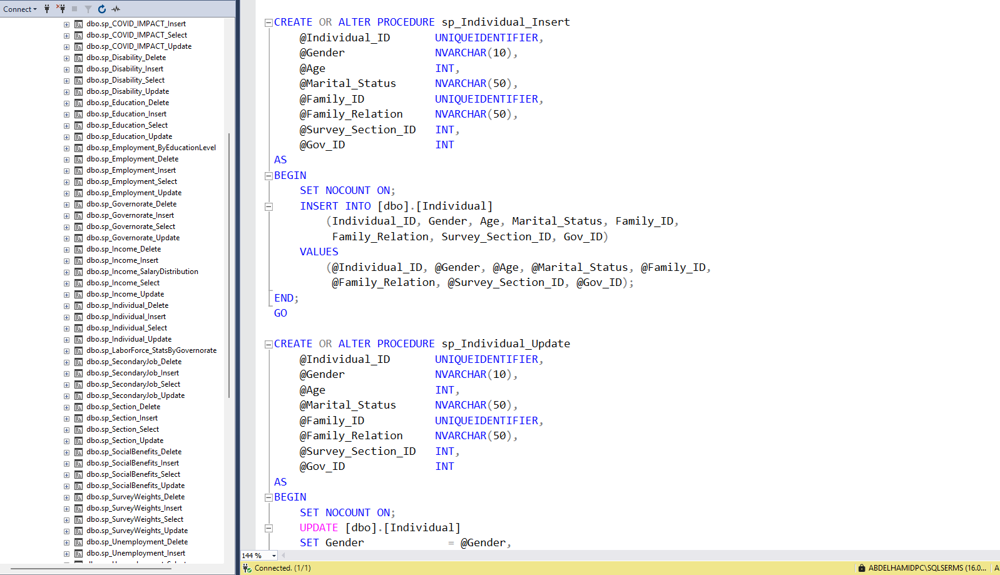 Connect
dbo.sp_COVID_IMPACT_Insert
dbo.sp_COVID_IMPACT_Select
dbo.sp_COVID_IMPACT_Update
dbo.sp_Disability_Delete
dbo.sp_Disability_Insert
dbo.sp_Disability_Select
dbo.sp_Disability_Update
dbo.sp_Education_Delete
dbo.sp_Education_Insert
dbo.sp_Education_Select
dbo.sp_Education_Update
dbo.sp_Employment_ByEducationLevel
dbo.sp_Employment_Delete
dbo.sp_Employment_Insert
dbo.sp_Employment_Select
dbo.sp_Employment_Update
dbo.sp_Governorate_Delete
dbo.sp_Governorate_Insert
dbo.sp_Governorate_Select
dbo.sp_Governorate_Update
dbo.sp_Income_Delete
dbo.sp_Income_Insert
dbo.sp_Income_SalaryDistribution
dbo.sp_Income_Select
dbo.sp_Income_Update
dbo.sp_Individual_Delete
dbo.sp_Individual_Insert
dbo.sp_Individual_Select
dbo.sp_Individual_Update
dbo.sp_LaborForce_StatsByGovernorate
dbo.sp_SecondaryJob_Delete
dbo.sp_SecondaryJob_Insert
dbo.sp_SecondaryJob_Select
dbo.sp_SecondaryJob_Update
dbo.sp_Section_Delete
dbo.sp_Section_Insert
dbo.sp_Section_Select
dbo.sp_Section_Update
dbo.sp_SocialBenefits_Delete
dbo.sp_SocialBenefits_Insert
dbo.sp_SocialBenefits_Select
dbo.sp_SocialBenefits_Update
dbo.sp_SurveyWeights_Delete
dbo.sp_SurveyWeights_Insert
dbo.sp_SurveyWeights_Select
dbo.sp_SurveyWeights_Update
dbo.sp_Unemployment_Delete
dbo.sp_Unemployment_Insert
CREATE OR ALTER PROCEDURE sp_Individual_Insert
@Individual_ID UNIQUEIDENTIFIER,
@Gender NVARCHAR(10),
@Age INT,
@Marital_Status NVARCHAR(50),
@Family_ID UNIQUEIDENTIFIER,
@Family_Relation NVARCHAR(50),
@Survey_Section_ID INT,
@Gov_ID INT
AS
BEGIN
SET NOCOUNT ON;
INSERT INTO [dbo].[Individual]
(Individual_ID, Gender, Age, Marital_Status, Family_ID,
Family_Relation, Survey_Section_ID, Gov_ID)
VALUES
(@Individual_ID, @Gender, @Age, @Marital_Status, @Family_ID,
@Family_Relation, @Survey_Section_ID, @Gov_ID);
END;
GO
CREATE OR ALTER PROCEDURE sp_Individual_Update
@Individual_ID UNIQUEIDENTIFIER,
@Gender NVARCHAR(10),
@Age INT,
@Marital_Status NVARCHAR(50),
@Family_ID UNIQUEIDENTIFIER,
@Family_Relation NVARCHAR(50),
@Survey_Section_ID INT,
@Gov_ID INT
AS
BEGIN
SET NOCOUNT ON;
UPDATE [dbo].[Individual]
SET Gender = @Gender,
144 %
Connected. (1/1)
ABDELHAMIDPC\SQLSERMS (16.0...
A